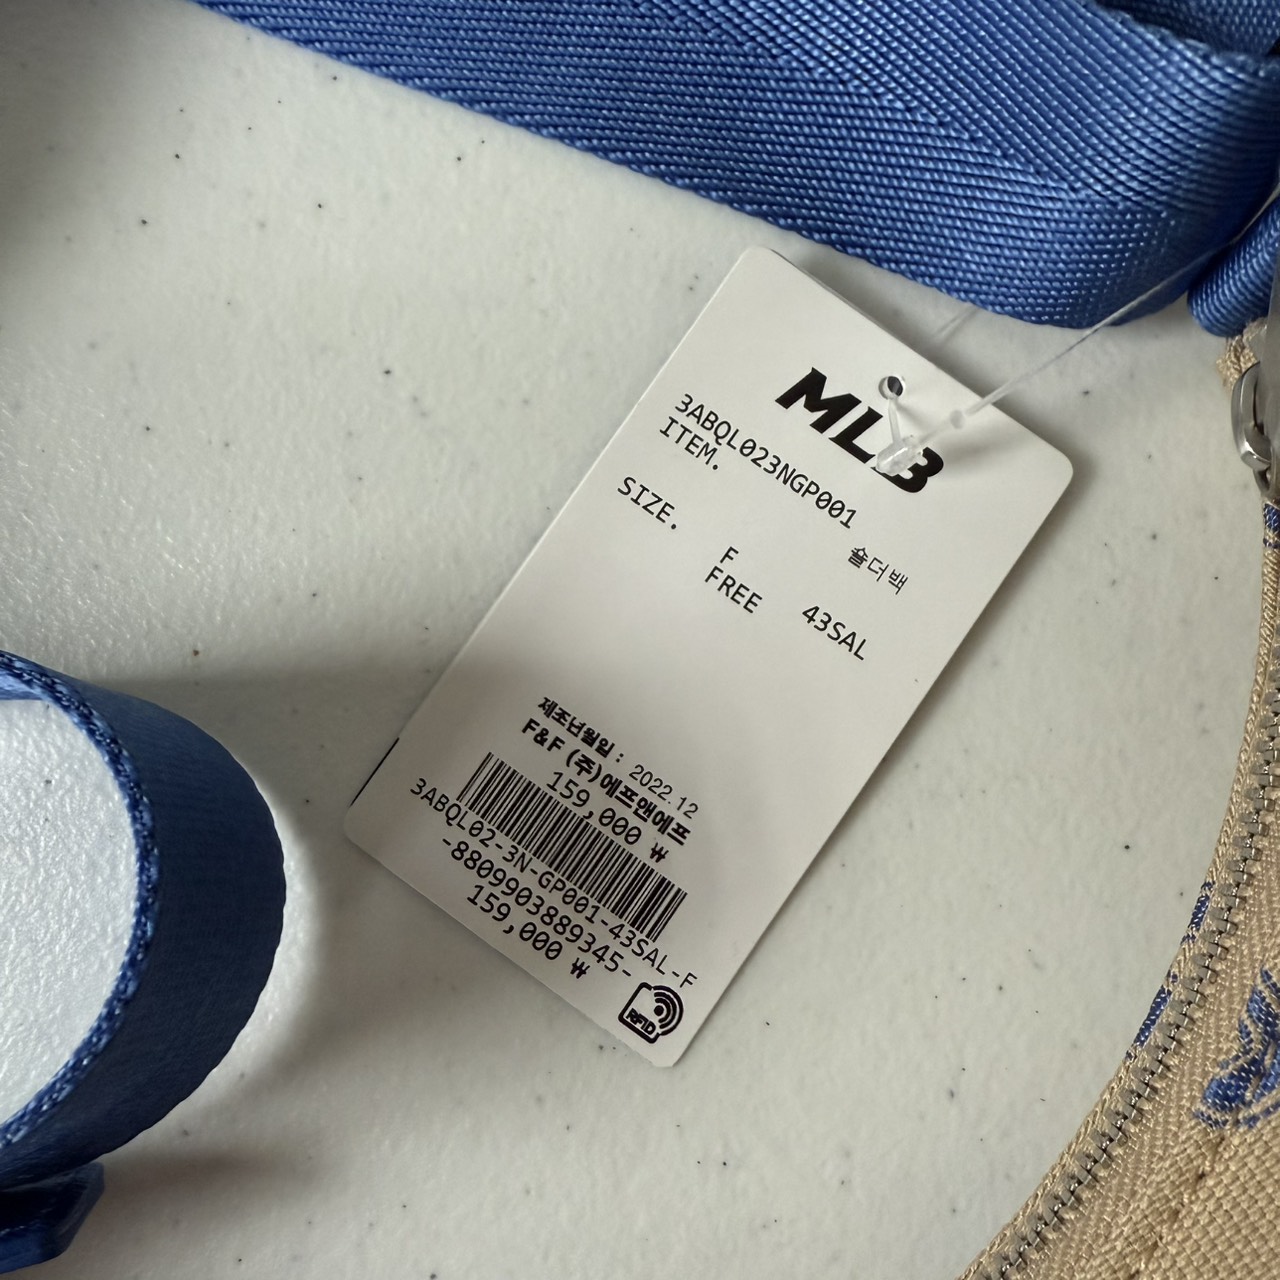 MLB
3ABQL023NGP001
ITEM.
숄더백
SIZE.
F
FREE 43SAL
제조년월일 : 2022.12
F&F (주)에프앤에프
159,000 ₩
3ABQL02-3N-GP001-43SAL-F
-8809903889345-
159,000 ₩
RFID